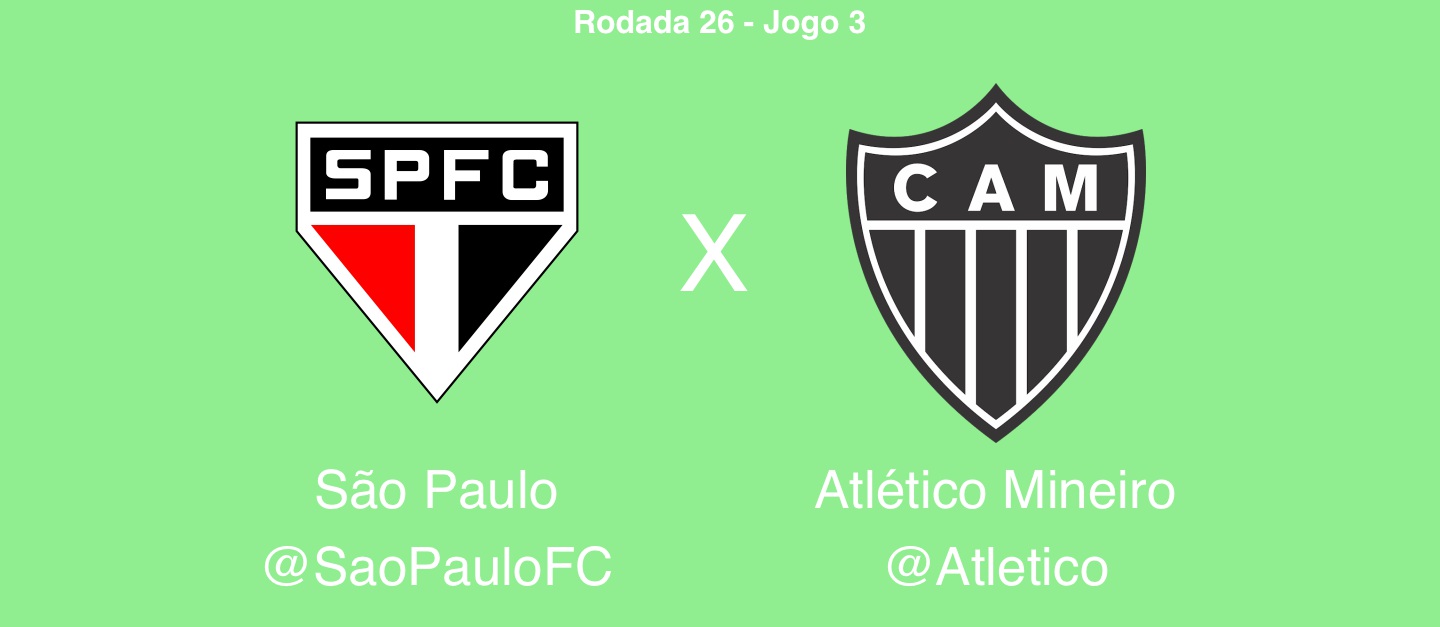 Rodada 26 - Jogo 3
SPFC
X
CAM
São Paulo
Atlético Mineiro
@SaoPauloFC
@Atletico